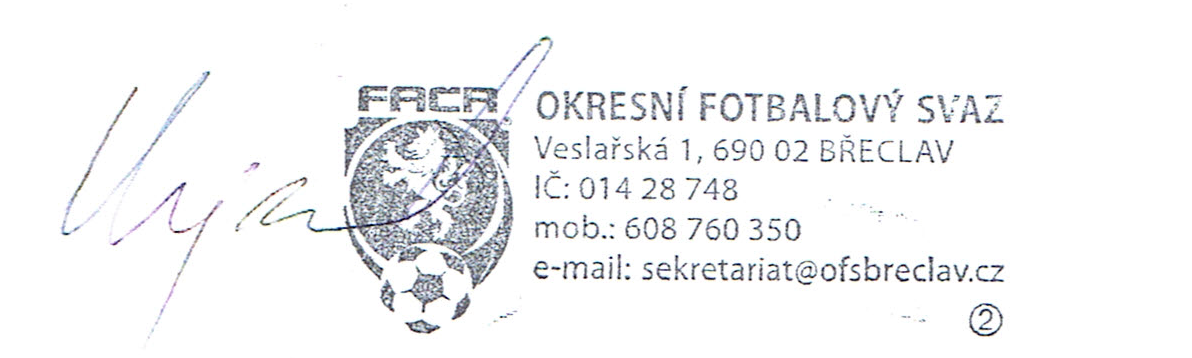 FACR
OKRESNÍ FOTBALOVÝ SVAZ
Veslařská 1, 690 02 BŘECLAV
IČ: 014 28 748
mob.: 608 760 350
e-mail: sekretariat@ofsbreclav.cz
2